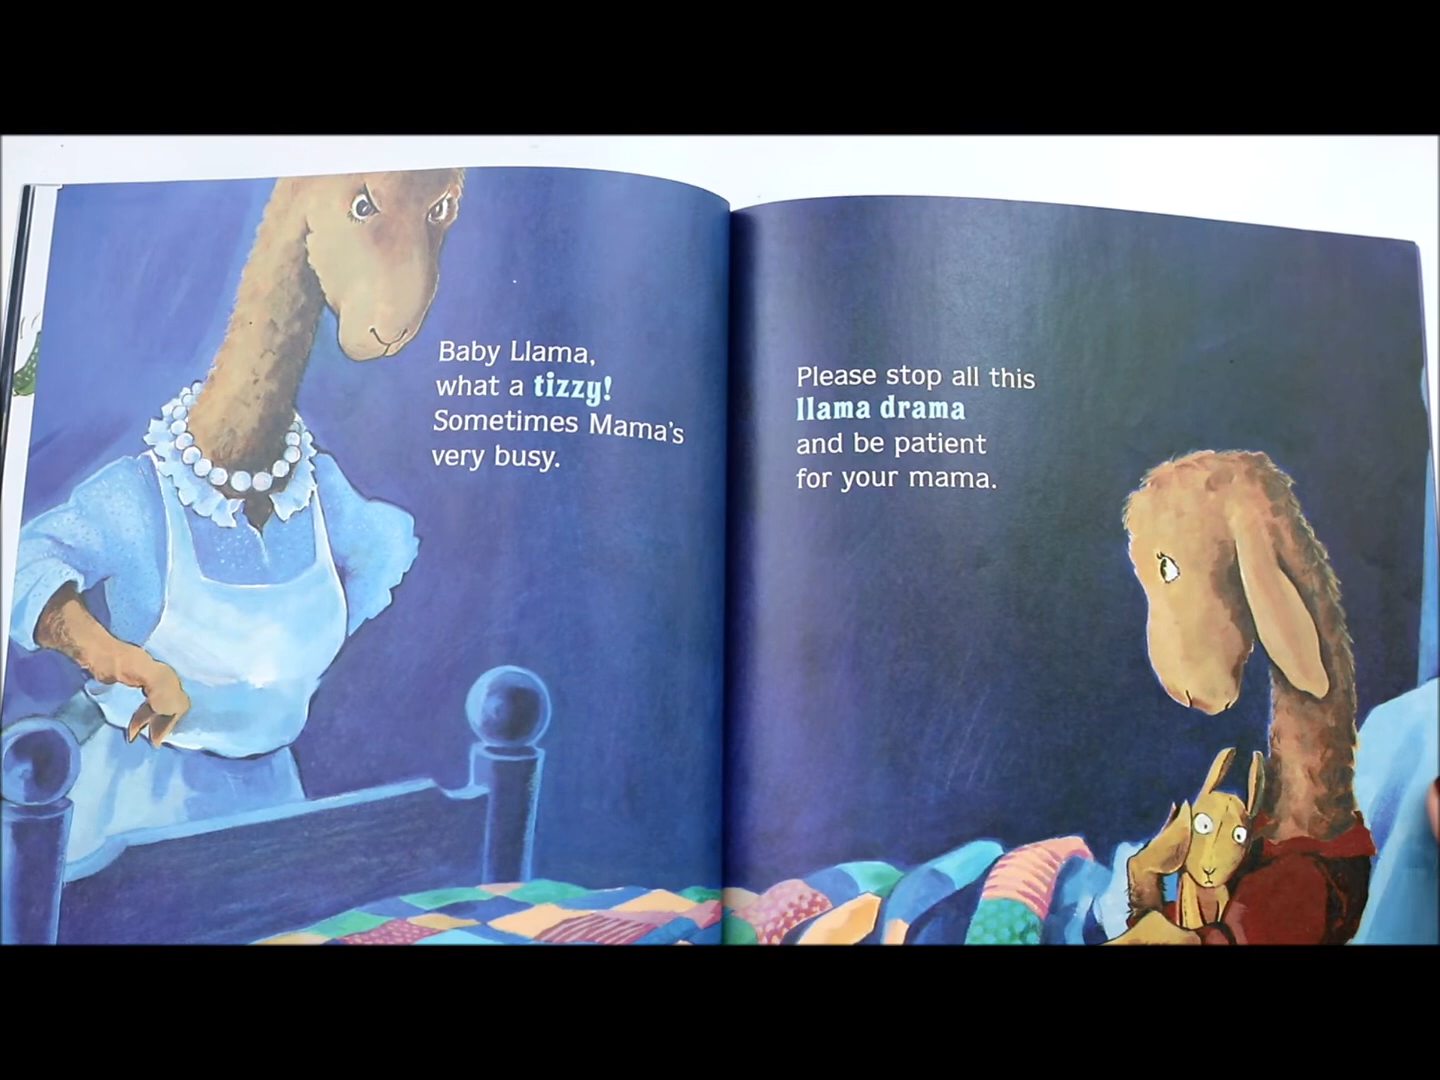 Baby Llama,
what a tizzy!
Sometimes Mama's
very busy.
Please stop all this
llama drama
and be patient
for your mama.